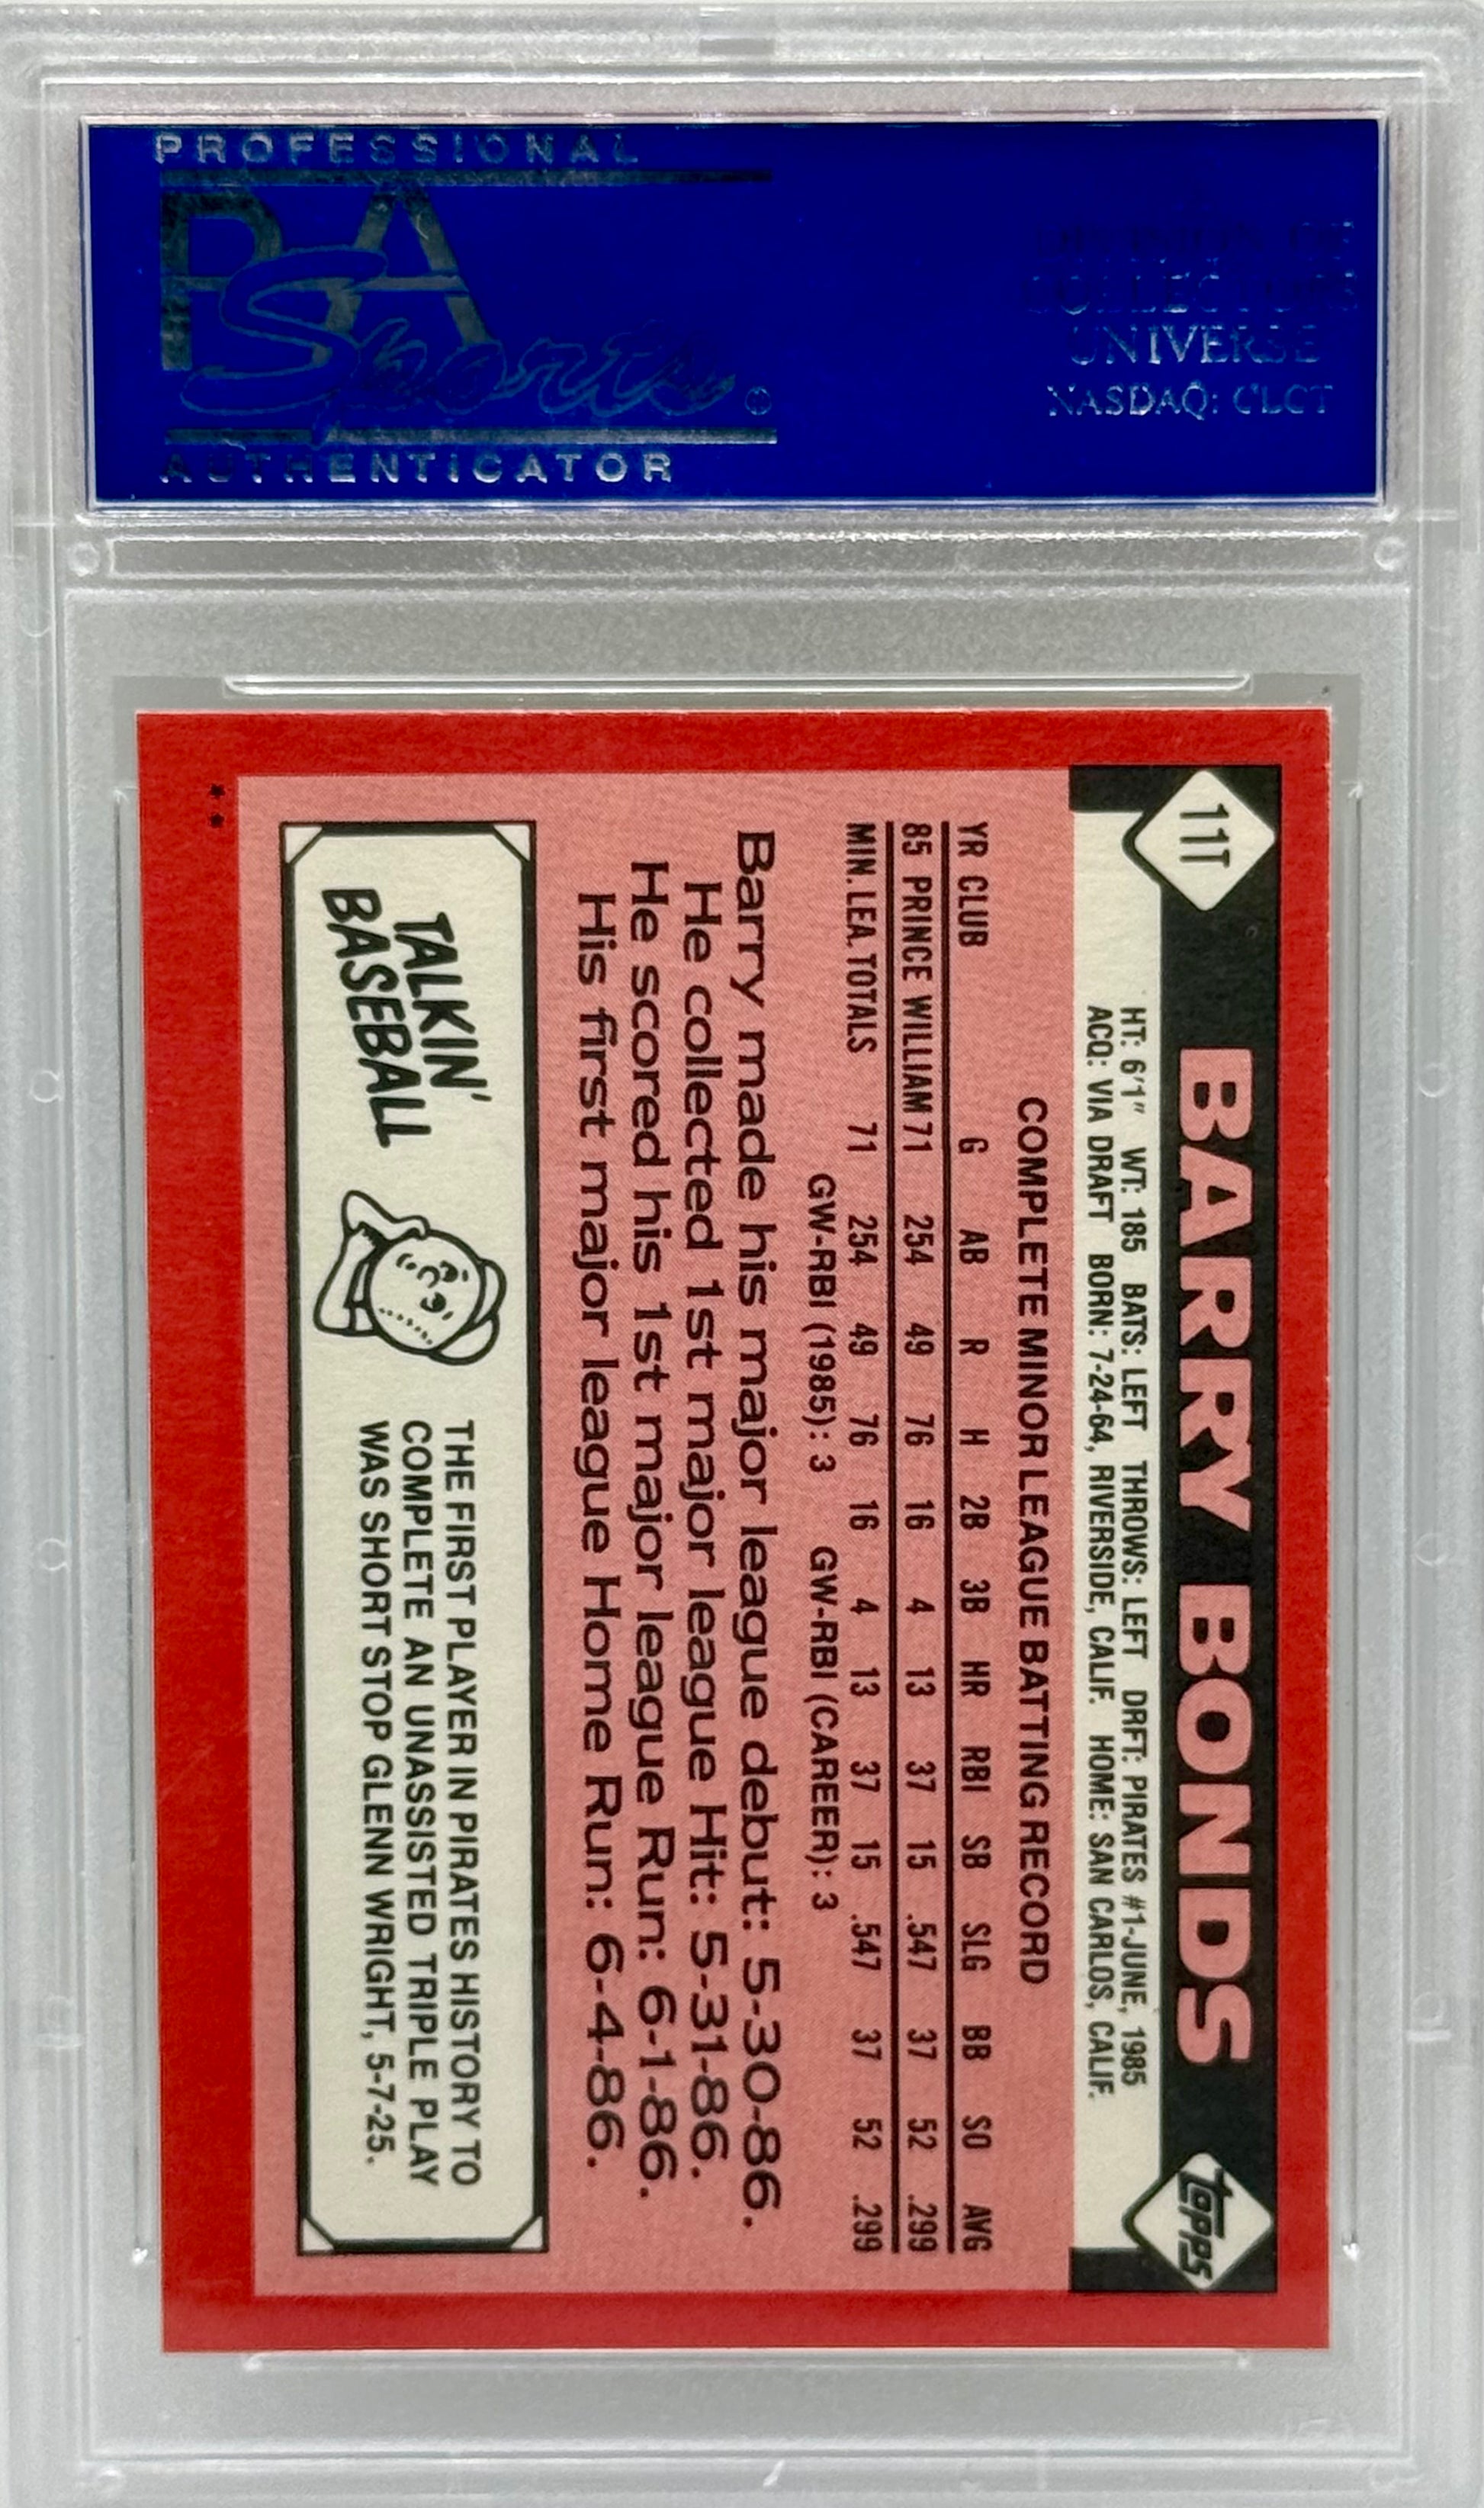 PROFESSIONAL
PSA
Sports ®
AUTHENTICATOR
DIVISION OF
COLLECTORS
UNIVERSE
NASDAQ: CLCT
11T
BARRY BONDS
topps
HT: 6'1" WT: 185 BATS: LEFT THROWS: LEFT DRFT: PIRATES #1-JUNE, 1985
ACQ: VIA DRAFT BORN: 7-24-64, RIVERSIDE, CALIF. HOME: SAN CARLOS, CALIF.
COMPLETE MINOR LEAGUE BATTING RECORD
YR CLUB G AB R H 2B 3B HR RBI SB SLG BB SO AVG
85 PRINCE WILLIAM 71 254 49 76 16 4 13 37 15 .547 37 52 .299
MIN. LEA. TOTALS 71 254 49 76 16 4 13 37 15 .547 37 52 .299
GW-RBI (1985): 3 GW-RBI (CAREER): 3
Barry made his major league debut: 5-30-86.
He collected 1st major league Hit: 5-31-86.
He scored his 1st major league Run: 6-1-86.
His first major league Home Run: 6-4-86.
TALKIN'
BASEBALL
THE FIRST PLAYER IN PIRATES HISTORY TO
COMPLETE AN UNASSISTED TRIPLE PLAY
WAS SHORT STOP GLENN WRIGHT, 5-7-25.
**